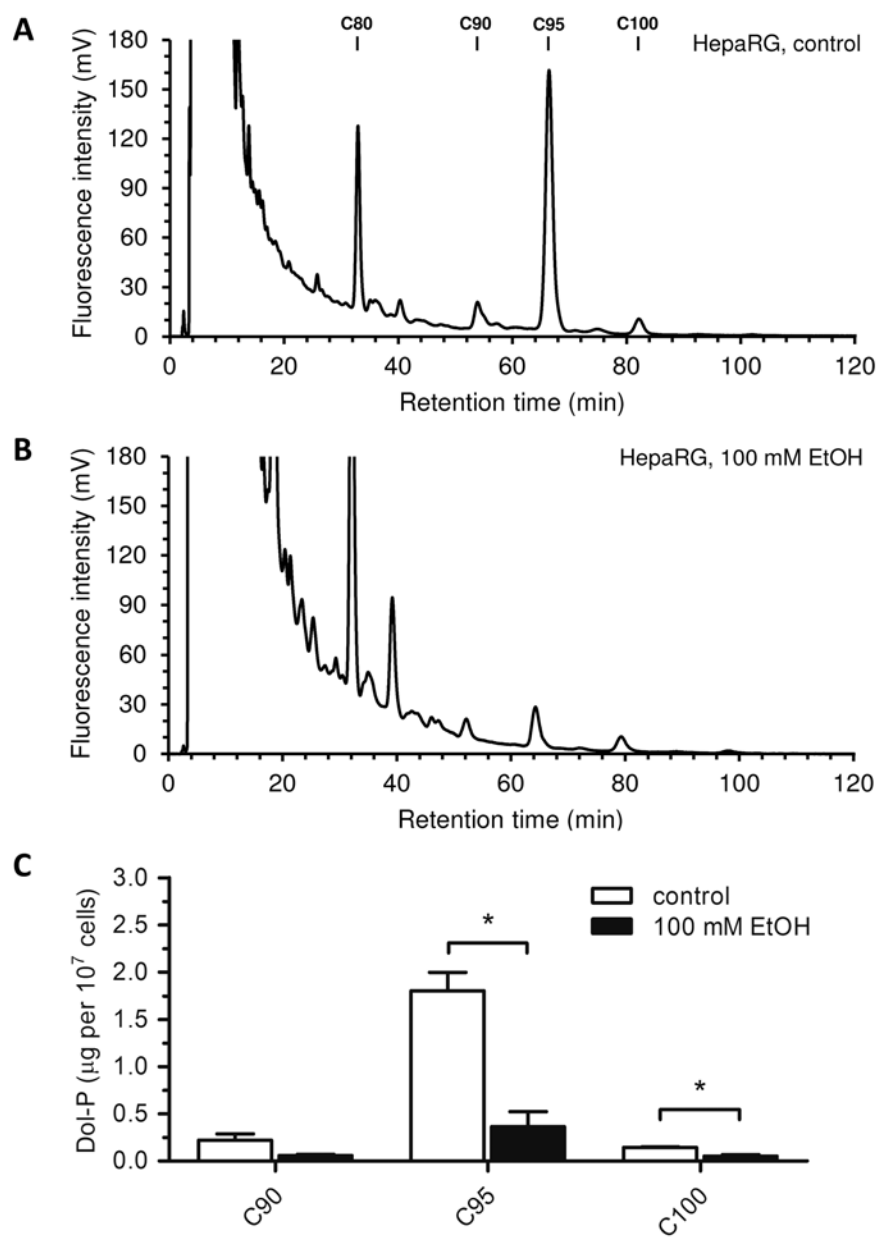 A
C80 C90 C95 C100
HepaRG, control
Fluorescence intensity (mV)
180
150
120
90
60
30
0
0 20 40 60 80 100 120
Retention time (min)
B
HepaRG, 100 mM EtOH
Fluorescence intensity (mV)
180
150
120
90
60
30
0
0 20 40 60 80 100 120
Retention time (min)
C
Dol-P (µg per 10⁷ cells)
3.0
2.5
2.0
1.5
1.0
0.5
0.0
control
100 mM EtOH
*
*
C90 C95 C100